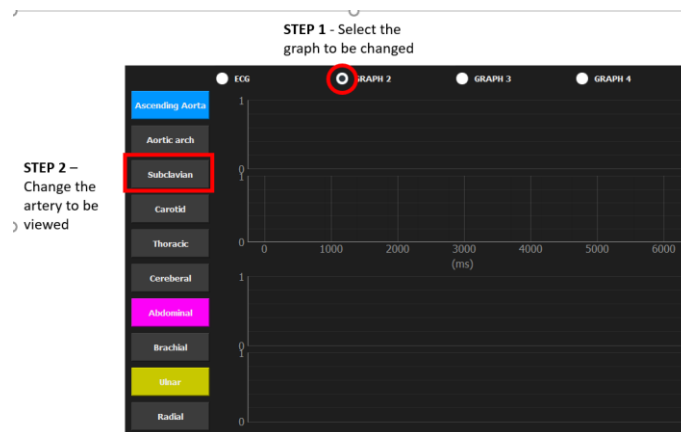 STEP 1 - Select the
graph to be changed
ECG GRAPH 2 GRAPH 3 GRAPH 4
Ascending Aorta
1
Aortic arch
STEP 2 –
Change the
artery to be
viewed
Subclavian
0
1
Carotid
Thoracic
0
0 1000 2000 3000 4000 5000 6000
(ms)
Cereberal
1
Abdominal
Brachial
0
1
Ulnar
Radial
0